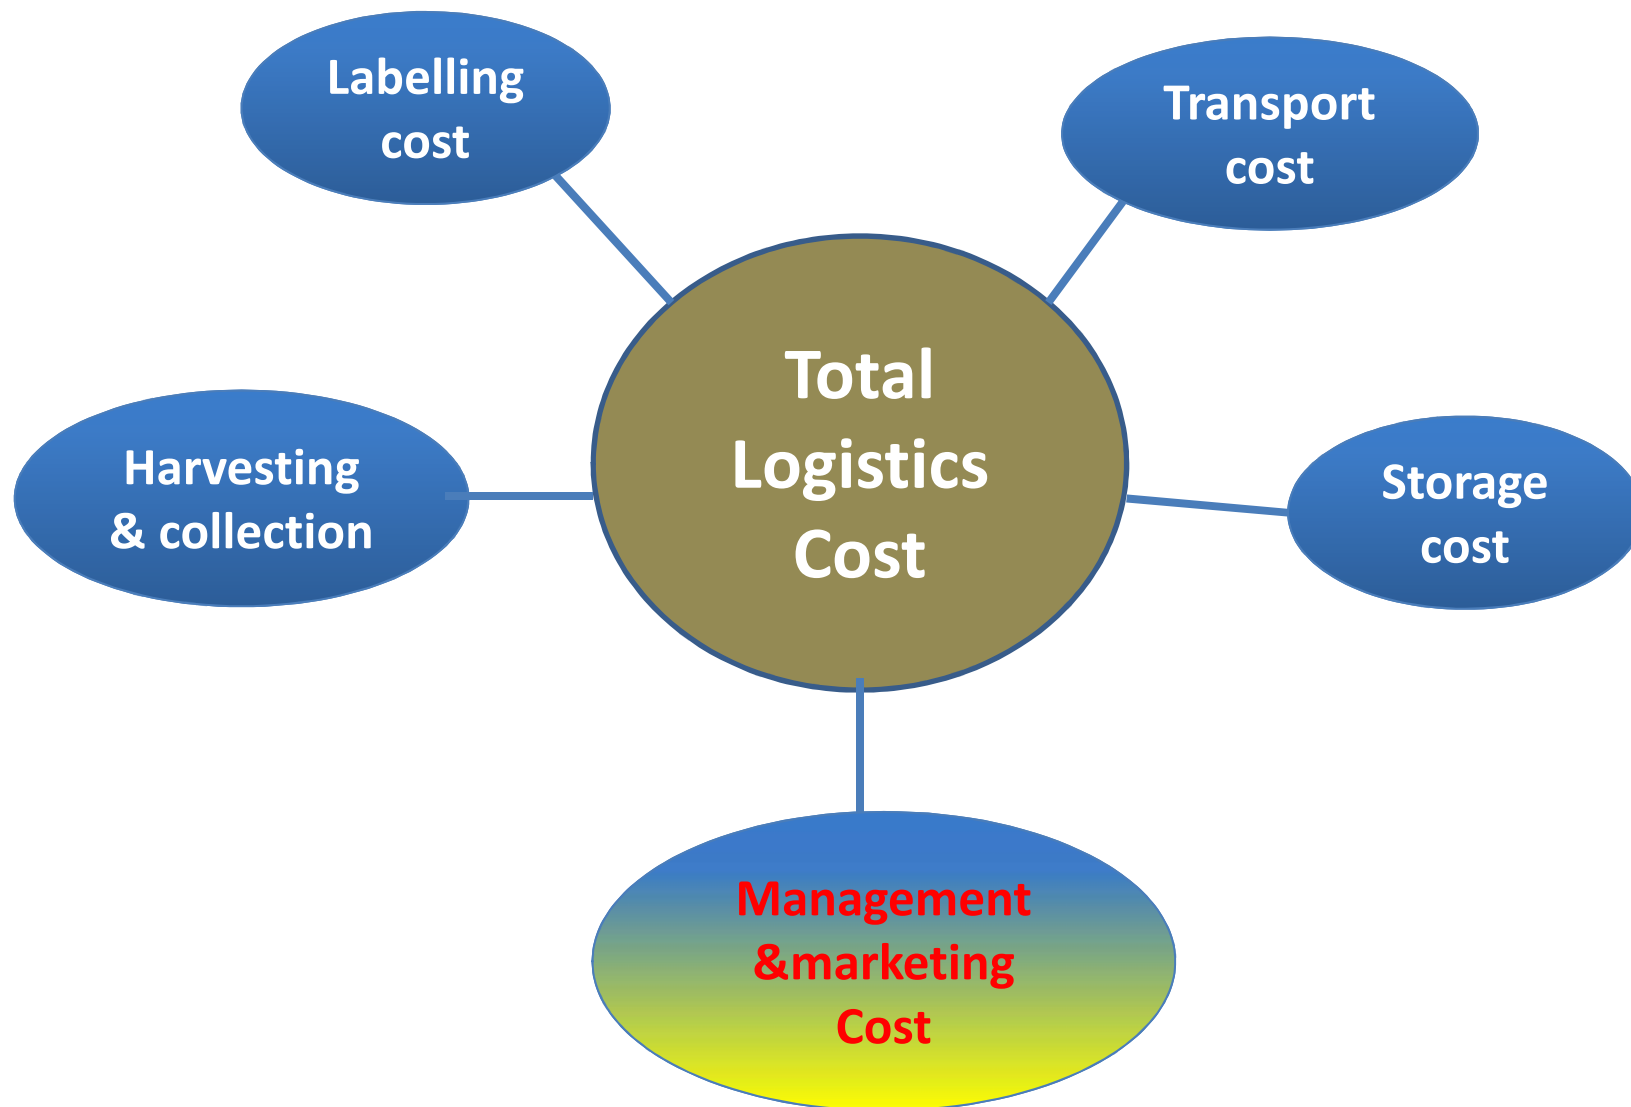 Labelling
cost
Transport
cost
Total
Logistics
Cost
Harvesting
& collection
Storage
cost
Management
&marketing
Cost